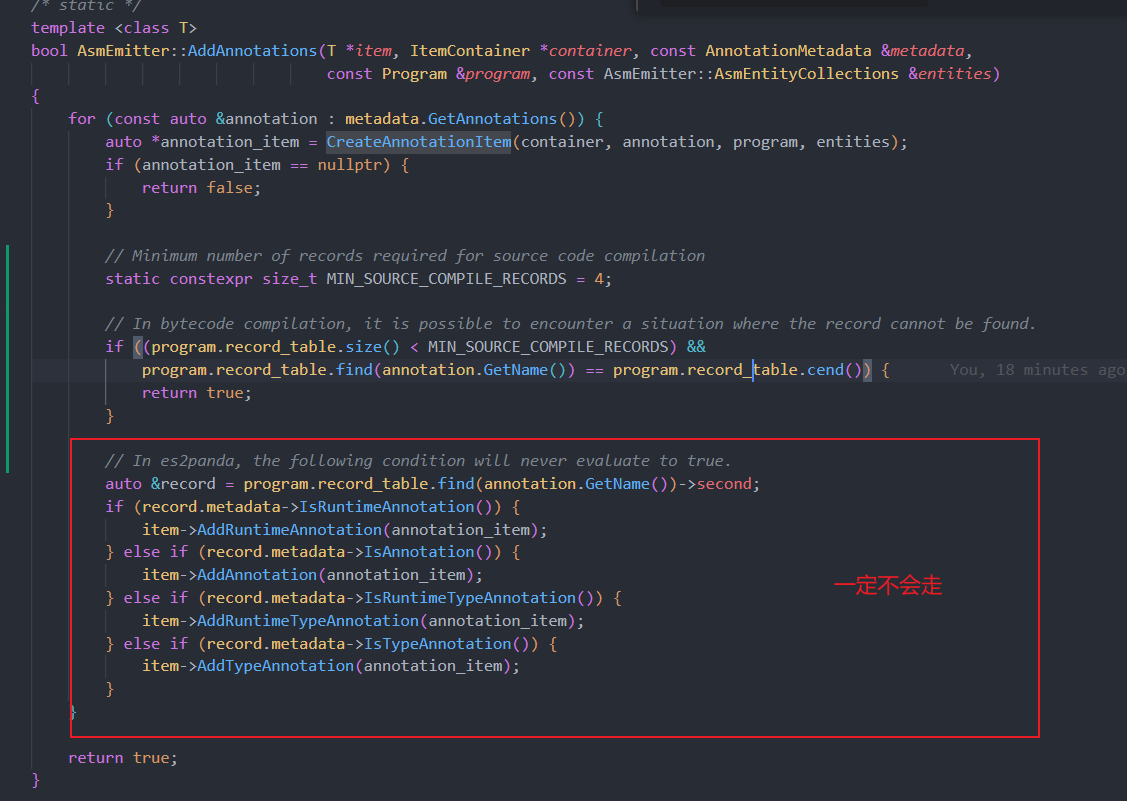 /* static */
template <class T>
bool AsmEmitter::AddAnnotations(T *item, ItemContainer *container, const AnnotationMetadata &metadata,
const Program &program, const AsmEmitter::AsmEntityCollections &entities)
{
for (const auto &annotation : metadata.GetAnnotations()) {
auto *annotation_item = CreateAnnotationItem(container, annotation, program, entities);
if (annotation_item == nullptr) {
return false;
}
// Minimum number of records required for source code compilation
static constexpr size_t MIN_SOURCE_COMPILE_RECORDS = 4;
// In bytecode compilation, it is possible to encounter a situation where the record cannot be found.
if ((program.record_table.size() < MIN_SOURCE_COMPILE_RECORDS) &&
program.record_table.find(annotation.GetName()) == program.record_table.cend()) { You, 18 minutes ago
return true;
}
// In es2panda, the following condition will never evaluate to true.
auto &record = program.record_table.find(annotation.GetName())->second;
if (record.metadata->IsRuntimeAnnotation()) {
item->AddRuntimeAnnotation(annotation_item);
} else if (record.metadata->IsAnnotation()) {
item->AddAnnotation(annotation_item);
} else if (record.metadata->IsRuntimeTypeAnnotation()) {
item->AddRuntimeTypeAnnotation(annotation_item);
} else if (record.metadata->IsTypeAnnotation()) {
item->AddTypeAnnotation(annotation_item);
}
}
一定不会走
return true;
}